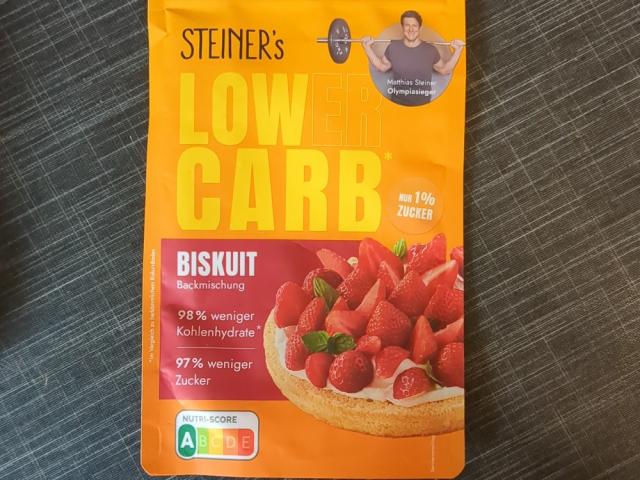 STEINER's
Matthias Steiner
Olympiasieger
LOWER
CARB*
NUR 1%
ZUCKER
BISKUIT
Backmischung
98% weniger
Kohlenhydrate*
97% weniger
Zucker
NUTRI-SCORE
A B C D E